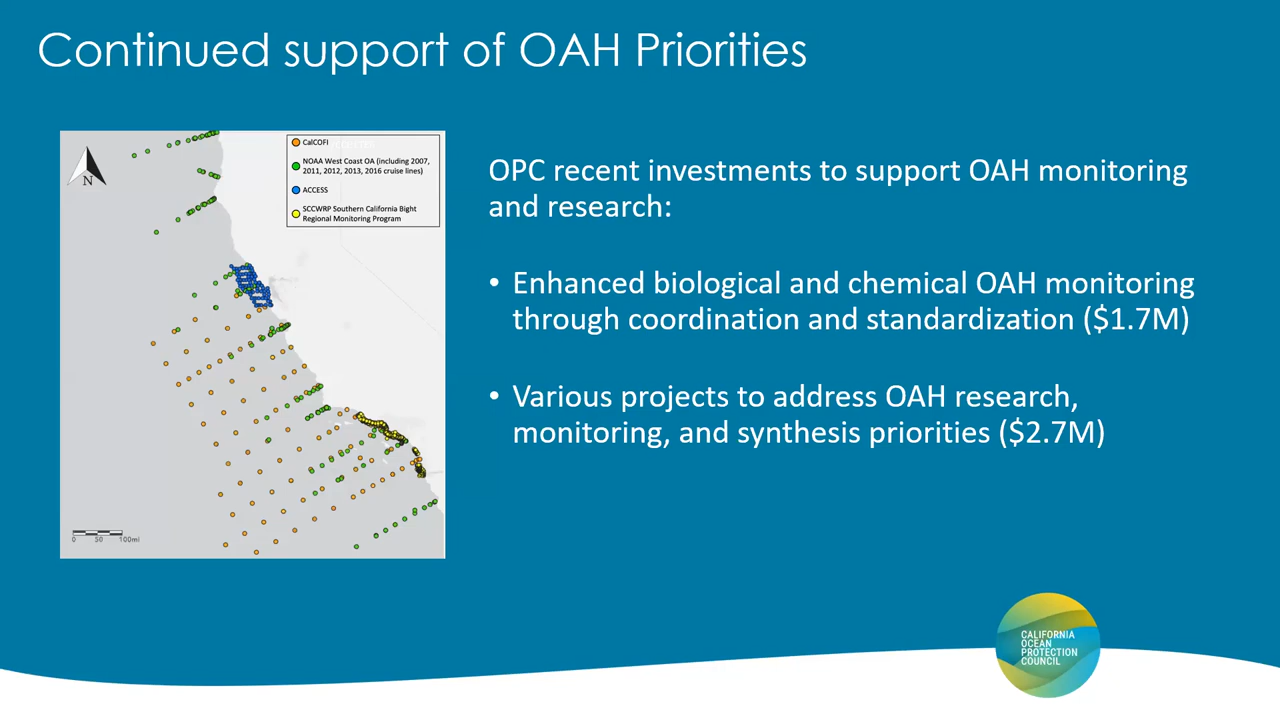 Continued support of OAH Priorities
N
CalCOFI
NOAA West Coast OA (including 2007,
2011, 2012, 2013, 2016 cruise lines)
ACCESS
SCCWRP Southern California Bight
Regional Monitoring Program
0 50 100mi
OPC recent investments to support OAH monitoring
and research:
• Enhanced biological and chemical OAH monitoring
through coordination and standardization ($1.7M)
• Various projects to address OAH research,
monitoring, and synthesis priorities ($2.7M)
CALIFORNIA
OCEAN
PROTECTION
COUNCIL